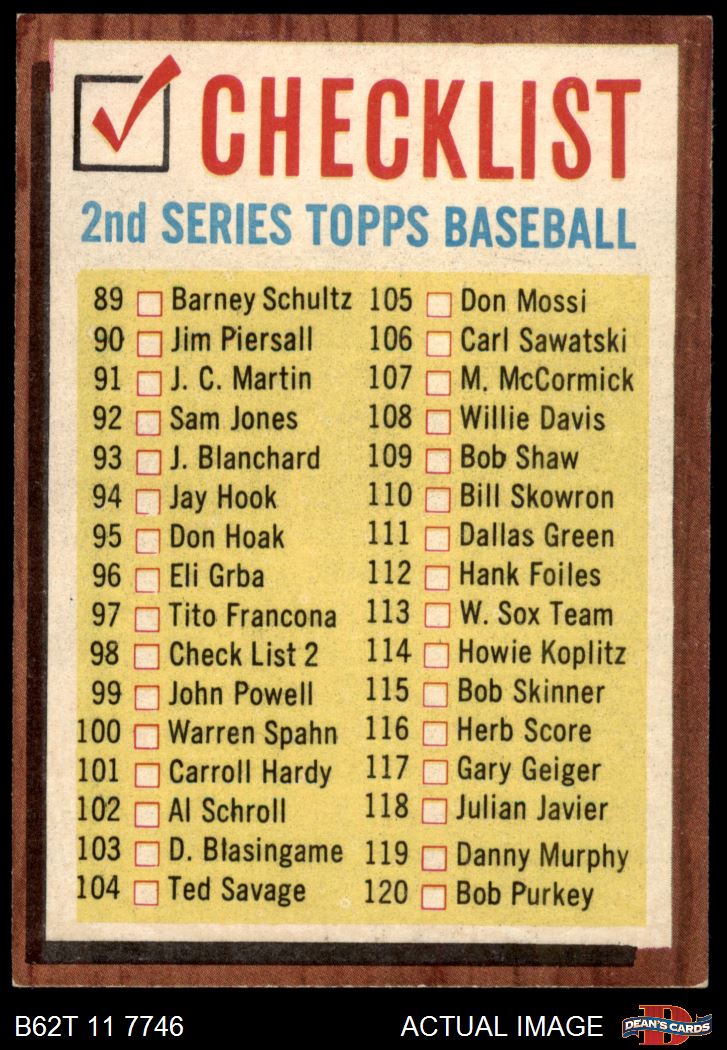 CHECKLIST
2nd SERIES TOPPS BASEBALL
89 Barney Schultz
90 Jim Piersall
91 J. C. Martin
92 Sam Jones
93 J. Blanchard
94 Jay Hook
95 Don Hoak
96 Eli Grba
97 Tito Francona
98 Check List 2
99 John Powell
100 Warren Spahn
101 Carroll Hardy
102 Al Schroll
103 D. Blasingame
104 Ted Savage
105 Don Mossi
106 Carl Sawatski
107 M. McCormick
108 Willie Davis
109 Bob Shaw
110 Bill Skowron
111 Dallas Green
112 Hank Foiles
113 W. Sox Team
114 Howie Koplitz
115 Bob Skinner
116 Herb Score
117 Gary Geiger
118 Julian Javier
119 Danny Murphy
120 Bob Purkey
B62T 11 7746
ACTUAL IMAGE
D
DEAN'S CARDS